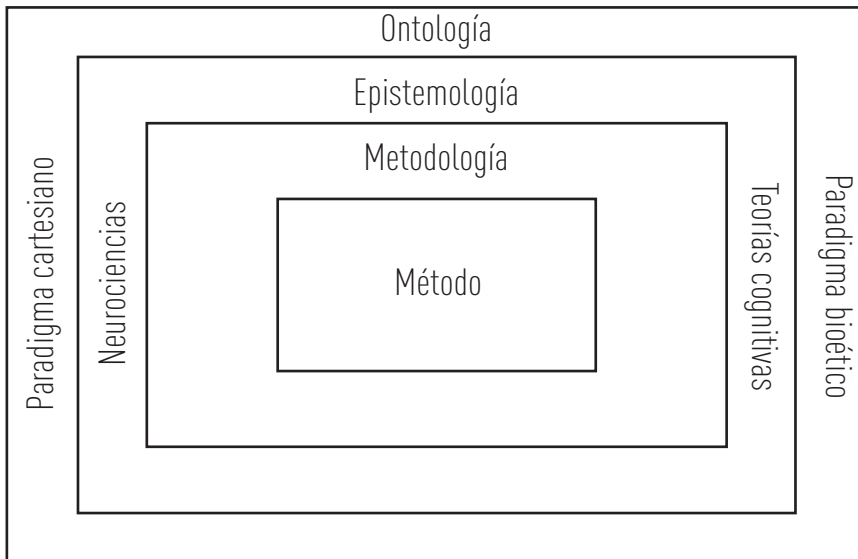 Ontología
Epistemología
Metodología
Método
Paradigma cartesiano
Neurociencias
Teorías cognitivas
Paradigma bioético